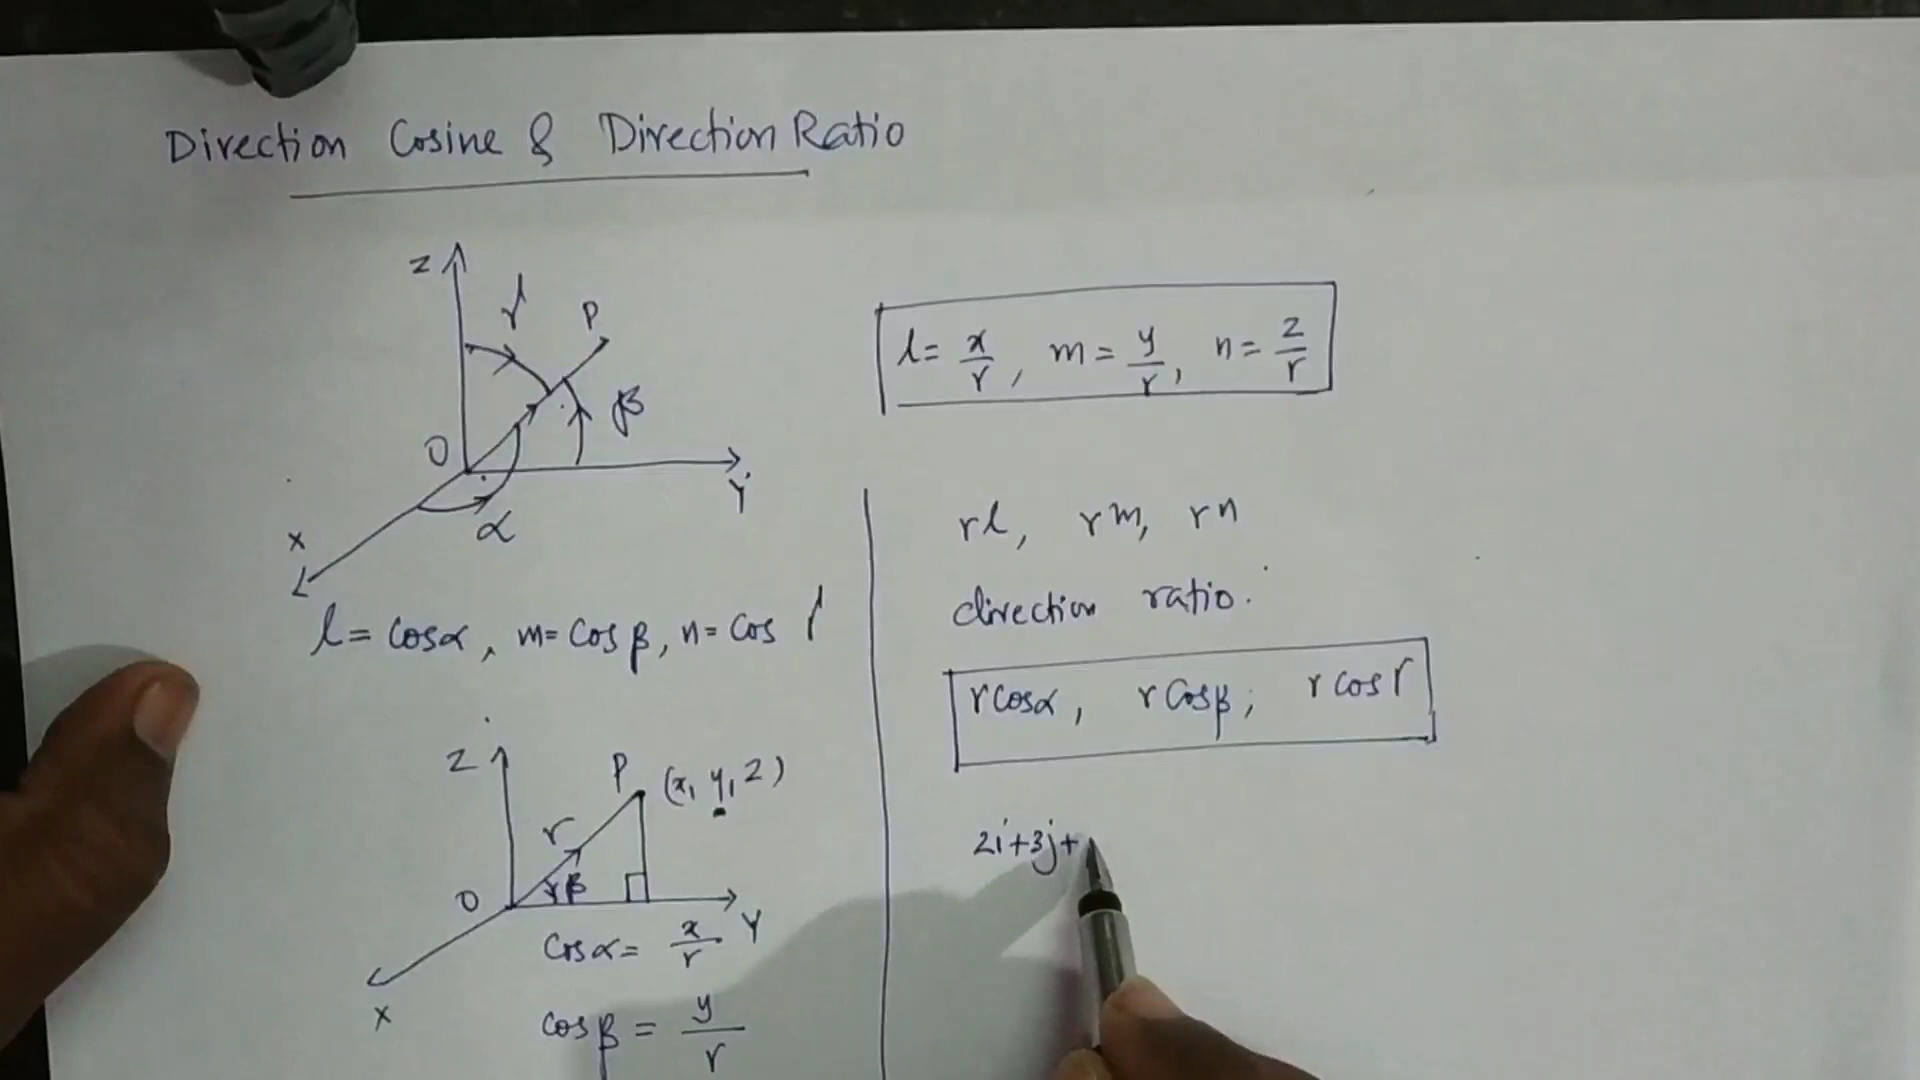 Direction Cosine & Direction Ratio
Z
γ
P
β
O
Y
X
α
l = cosα, m = cos β, n = cos γ
Z
P (x, y, z)
r
β
O
Y
X
cos α = x/r
cos β = y/r
l = x/r, m = y/r, n = z/r
rl, rm, rn
direction ratio.
r cosα, r cosβ, r cos γ
2i+3j+